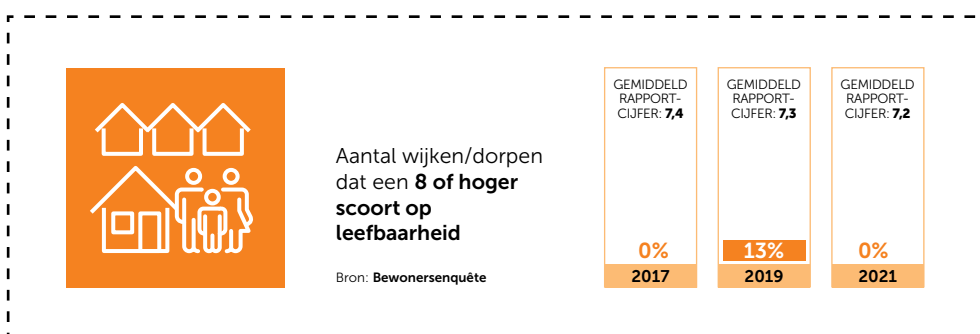 Aantal wijken/dorpen
dat een 8 of hoger
scoort op
leefbaarheid
Bron: Bewonersenquête
GEMIDDELD
RAPPORT-
CIJFER: 7,4
0%
2017
GEMIDDELD
RAPPORT-
CIJFER: 7,3
13%
2019
GEMIDDELD
RAPPORT-
CIJFER: 7,2
0%
2021